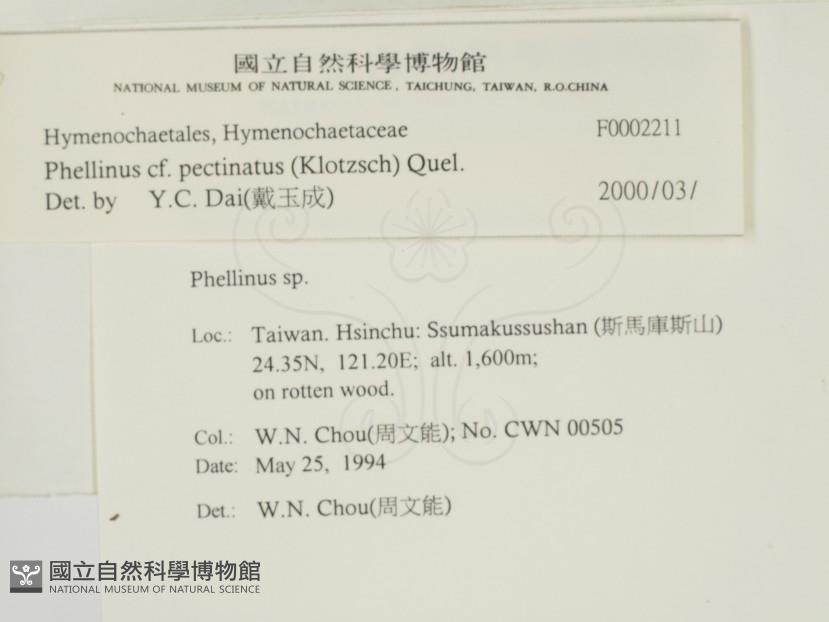 國立自然科學博物館
NATIONAL MUSEUM OF NATURAL SCIENCE, TAICHUNG, TAIWAN, R.O.CHINA
Hymenochaetales, Hymenochaetaceae F0002211
Phellinus cf. pectinatus (Klotzsch) Quel.
Det. by Y.C. Dai(戴玉成) 2000/03/
Phellinus sp.
Loc.: Taiwan. Hsinchu: Ssumakussushan (斯馬庫斯山)
24.35N, 121.20E; alt. 1,600m;
on rotten wood.
Col.: W.N. Chou(周文能); No. CWN 00505
Date: May 25, 1994
Det.: W.N. Chou(周文能)
國立自然科學博物館
NATIONAL MUSEUM OF NATURAL SCIENCE